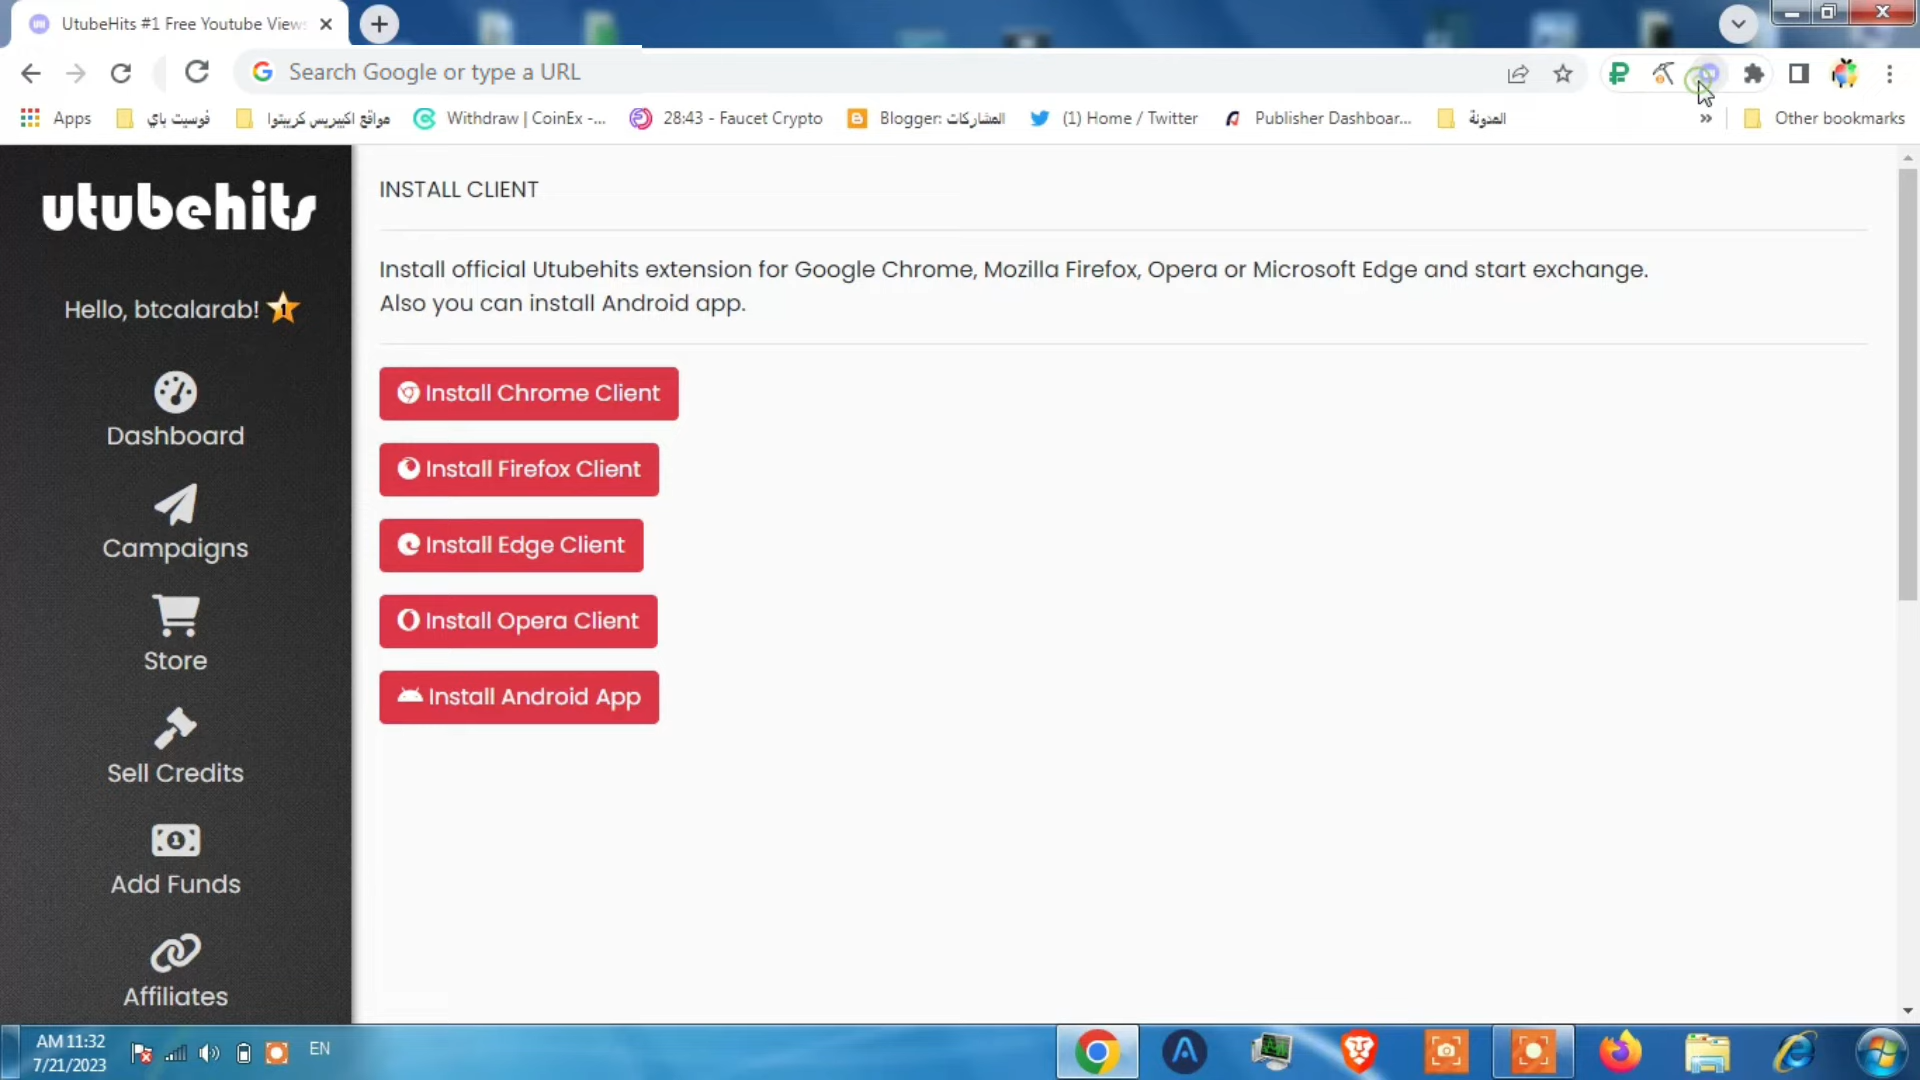 UtubeHits #1 Free Youtube Views
Search Google or type a URL
Apps
فوسيت باي
مواقع اكبيريس كريبتوا
Withdraw | CoinEx -...
28:43 - Faucet Crypto
Blogger: المشاركات
(1) Home / Twitter
Publisher Dashboar...
المدونة
»
Other bookmarks
utubehits
Hello, btcalarab! 1
Dashboard
Campaigns
Store
Sell Credits
Add Funds
Affiliates
INSTALL CLIENT
Install official Utubehits extension for Google Chrome, Mozilla Firefox, Opera or Microsoft Edge and start exchange.
Also you can install Android app.
Install Chrome Client
Install Firefox Client
Install Edge Client
Install Opera Client
Install Android App
AM 11:32
7/21/2023
EN